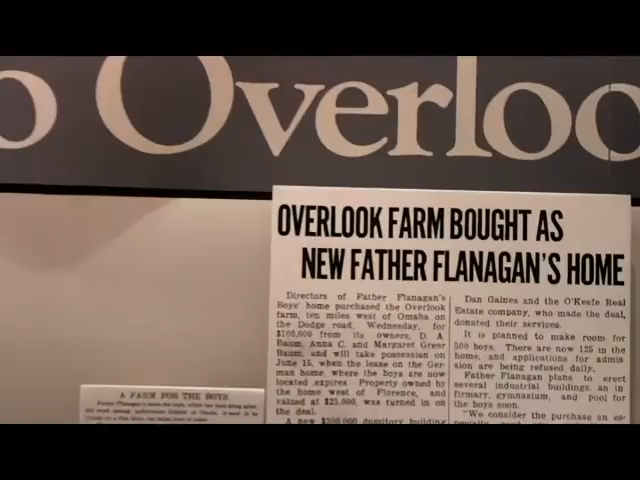 o Overloo
OVERLOOK FARM BOUGHT AS
NEW FATHER FLANAGAN'S HOME
Directors of Father Flanagan's
Boys' home purchased the Overlook
farm, ten miles west of Omaha on
the Dodge road, Wednesday, for
$100,000 from its owners, D. A.
Baum, Anna C. and Margaret Greer
Baum, and will take possession on
June 15, when the lease on the Ger-
man home, where the boys are now
located expires. Property owned by
the home west of Florence, and
valued at $25,000, was turned in on
the deal.
A new $300,000 dormitory building
Dan Gaines and the O'Keefe Real
Estate company, who made the deal,
donated their services.
It is planned to make room for
500 boys. There are now 125 in the
home, and applications for admis
sion are being refused daily.
Father Flanagan plans to erect
several industrial buildings, an in
firmary, gymnasium, and pool for
the boys soon.
"We consider the purchase an es-
A FARM FOR THE BOYS